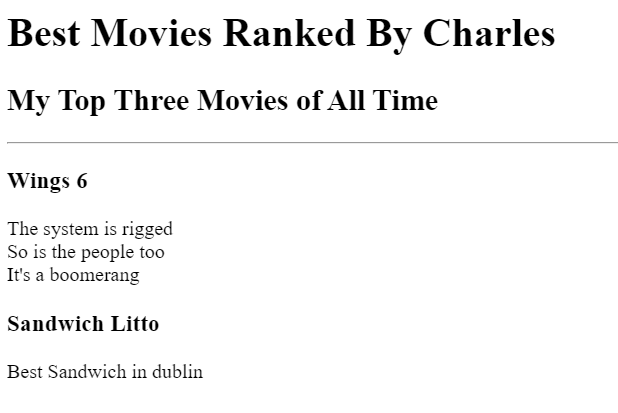 Best Movies Ranked By Charles
My Top Three Movies of All Time
Wings 6
The system is rigged
So is the people too
It's a boomerang
Sandwich Litto
Best Sandwich in dublin